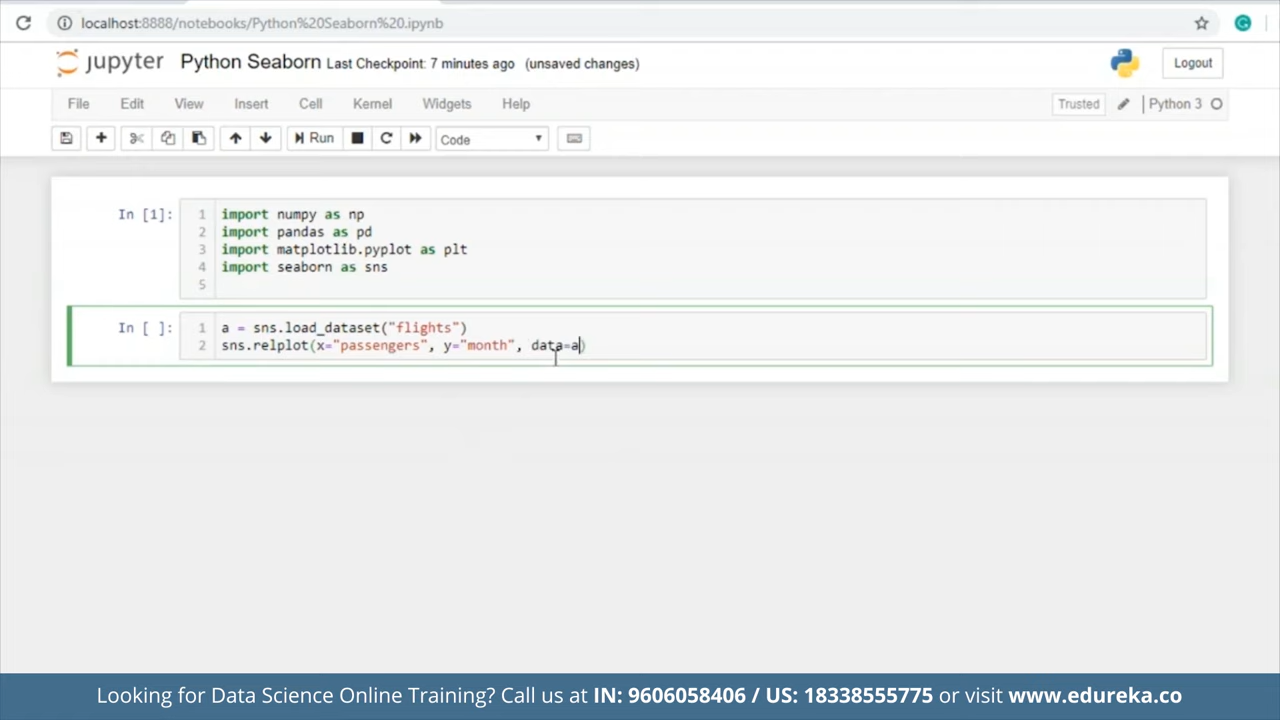 localhost:8888/notebooks/Python%20Seaborn%20.ipynb
jupyter Python Seaborn Last Checkpoint: 7 minutes ago (unsaved changes) Logout
File Edit View Insert Cell Kernel Widgets Help Trusted Python 3
Run Code
In [1]:
1 import numpy as np
2 import pandas as pd
3 import matplotlib.pyplot as plt
4 import seaborn as sns
5
In [ ]:
1 a = sns.load_dataset("flights")
2 sns.relplot(x="passengers", y="month", data=a)
Looking for Data Science Online Training? Call us at IN: 9606058406 / US: 18338555775 or visit www.edureka.co